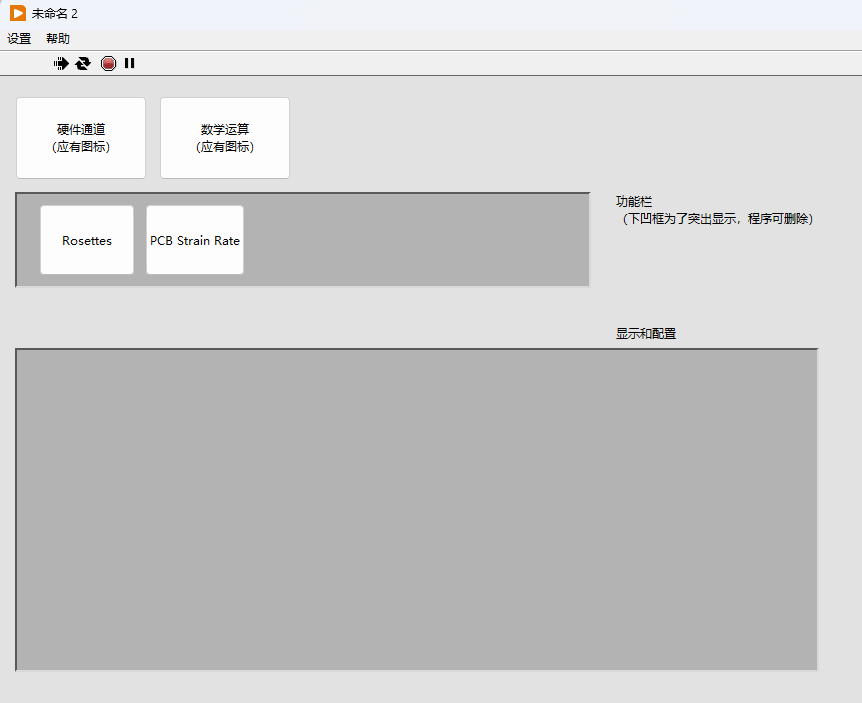 未命名 2
设置 帮助
硬件通道
(应有图标)
数学运算
(应有图标)
功能栏
（下凹框为了突出显示，程序可删除）
Rosettes
PCB Strain Rate
显示和配置